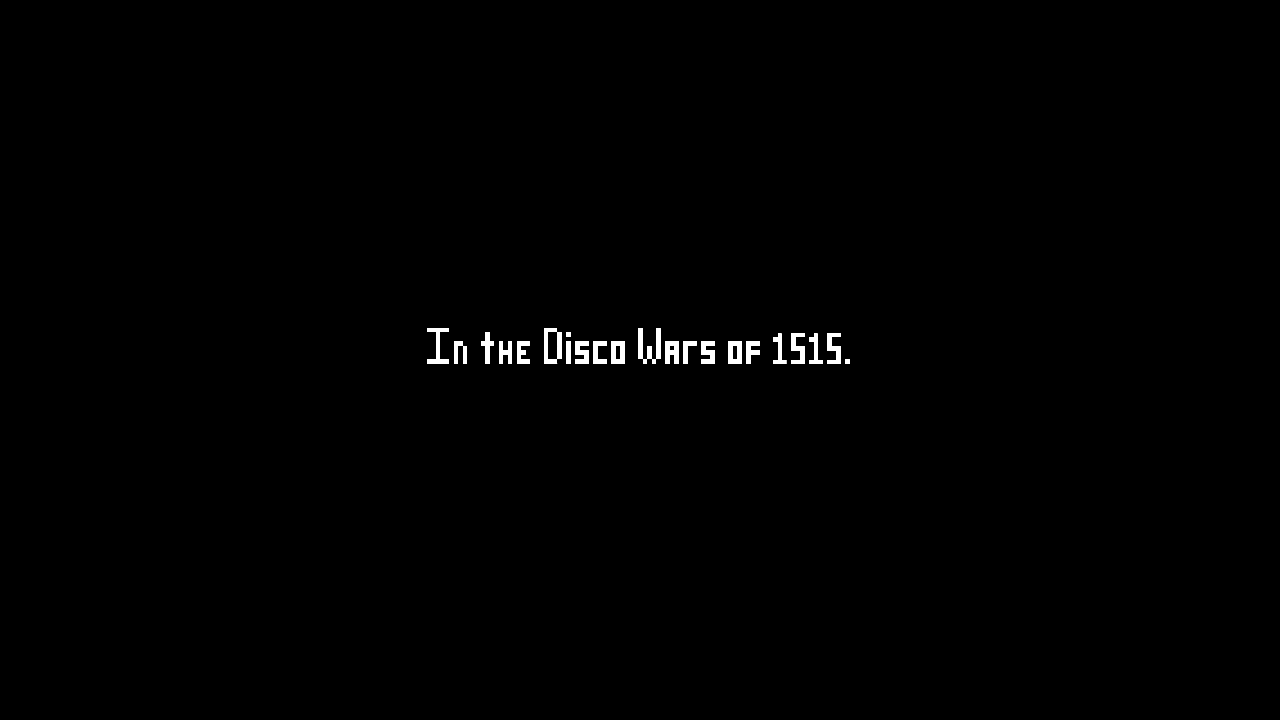 In the Disco Wars of 1515.